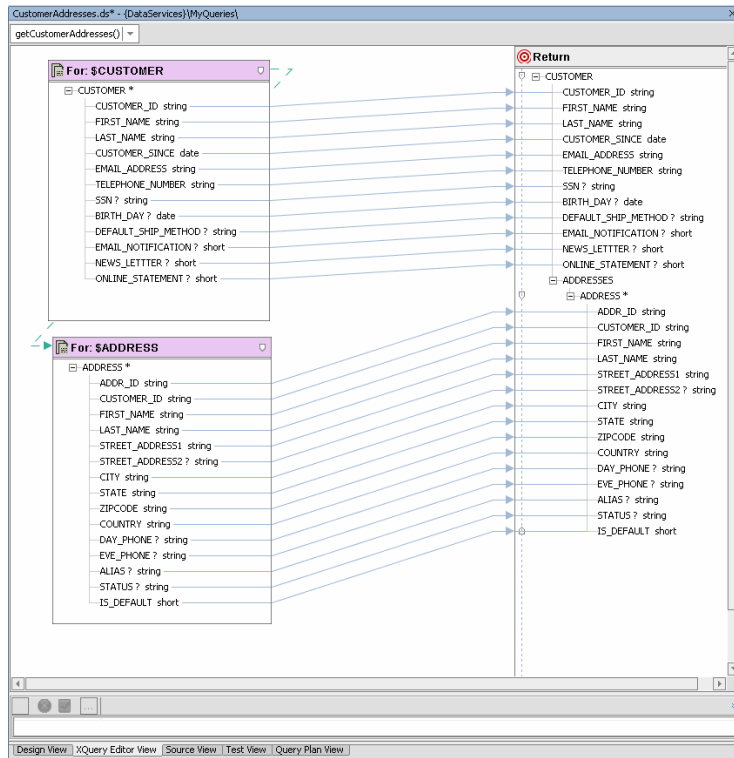 CustomerAddresses.ds* - {DataServices}\MyQueries\
getCustomerAddresses()
For: $CUSTOMER
CUSTOMER *
CUSTOMER_ID string
FIRST_NAME string
LAST_NAME string
CUSTOMER_SINCE date
EMAIL_ADDRESS string
TELEPHONE_NUMBER string
SSN ? string
BIRTH_DAY ? date
DEFAULT_SHIP_METHOD ? string
EMAIL_NOTIFICATION ? short
NEWS_LETTTER ? short
ONLINE_STATEMENT ? short
For: $ADDRESS
ADDRESS *
ADDR_ID string
CUSTOMER_ID string
FIRST_NAME string
LAST_NAME string
STREET_ADDRESS1 string
STREET_ADDRESS2 ? string
CITY string
STATE string
ZIPCODE string
COUNTRY string
DAY_PHONE ? string
EVE_PHONE ? string
ALIAS ? string
STATUS ? string
IS_DEFAULT short
Return
CUSTOMER
CUSTOMER_ID string
FIRST_NAME string
LAST_NAME string
CUSTOMER_SINCE date
EMAIL_ADDRESS string
TELEPHONE_NUMBER string
SSN ? string
BIRTH_DAY ? date
DEFAULT_SHIP_METHOD ? string
EMAIL_NOTIFICATION ? short
NEWS_LETTTER ? short
ONLINE_STATEMENT ? short
ADDRESSES
ADDRESS *
ADDR_ID string
CUSTOMER_ID string
FIRST_NAME string
LAST_NAME string
STREET_ADDRESS1 string
STREET_ADDRESS2 ? string
CITY string
STATE string
ZIPCODE string
COUNTRY string
DAY_PHONE ? string
EVE_PHONE ? string
ALIAS ? string
STATUS ? string
IS_DEFAULT short
...
Design View XQuery Editor View Source View Test View Query Plan View